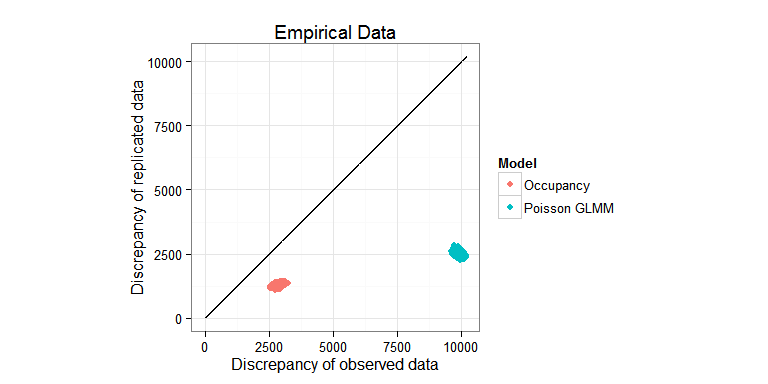 Empirical Data
Discrepancy of replicated data
10000
7500
5000
2500
0
0 2500 5000 7500 10000
Discrepancy of observed data
Model
Occupancy
Poisson GLMM